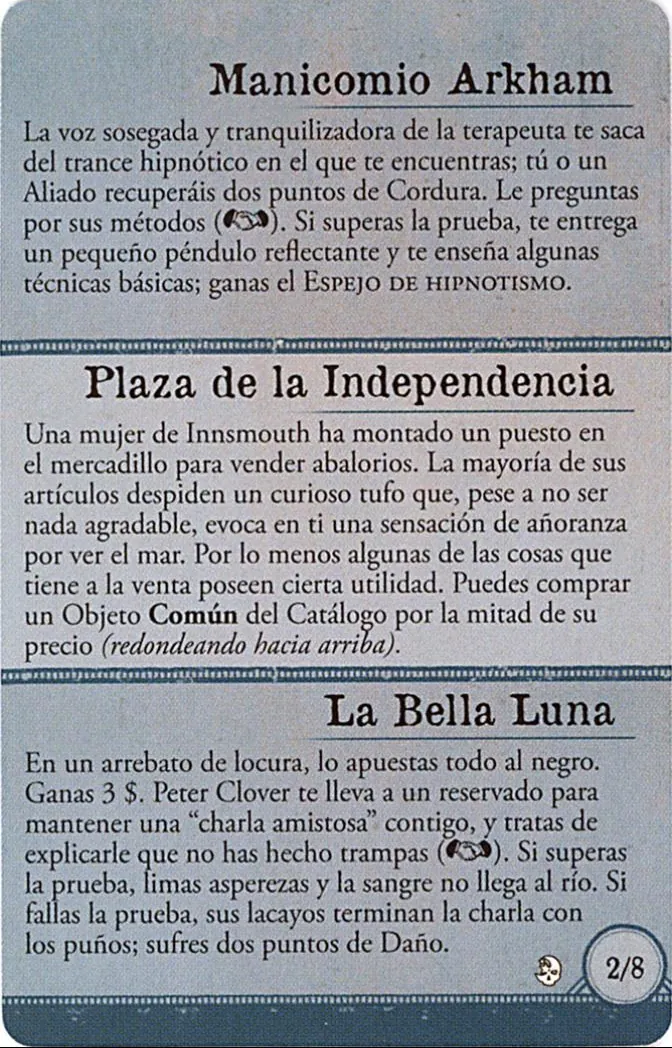 Manicomio Arkham
La voz sosegada y tranquilizadora de la terapeuta te saca
del trance hipnótico en el que te encuentras; tú o un
Aliado recuperáis dos puntos de Cordura. Le preguntas
por sus métodos (). Si superas la prueba, te entrega
un pequeño péndulo reflectante y te enseña algunas
técnicas básicas; ganas el ESPEJO DE HIPNOTISMO.
Plaza de la Independencia
Una mujer de Innsmouth ha montado un puesto en
el mercadillo para vender abalorios. La mayoría de sus
artículos despiden un curioso tufo que, pese a no ser
nada agradable, evoca en ti una sensación de añoranza
por ver el mar. Por lo menos algunas de las cosas que
tiene a la venta poseen cierta utilidad. Puedes comprar
un Objeto Común del Catálogo por la mitad de su
precio (redondeando hacia arriba).
La Bella Luna
En un arrebato de locura, lo apuestas todo al negro.
Ganas 3 $. Peter Clover te lleva a un reservado para
mantener una “charla amistosa” contigo, y tratas de
explicarle que no has hecho trampas (). Si superas
la prueba, limas asperezas y la sangre no llega al río. Si
fallas la prueba, sus lacayos terminan la charla con
los puños; sufres dos puntos de Daño.
2/8